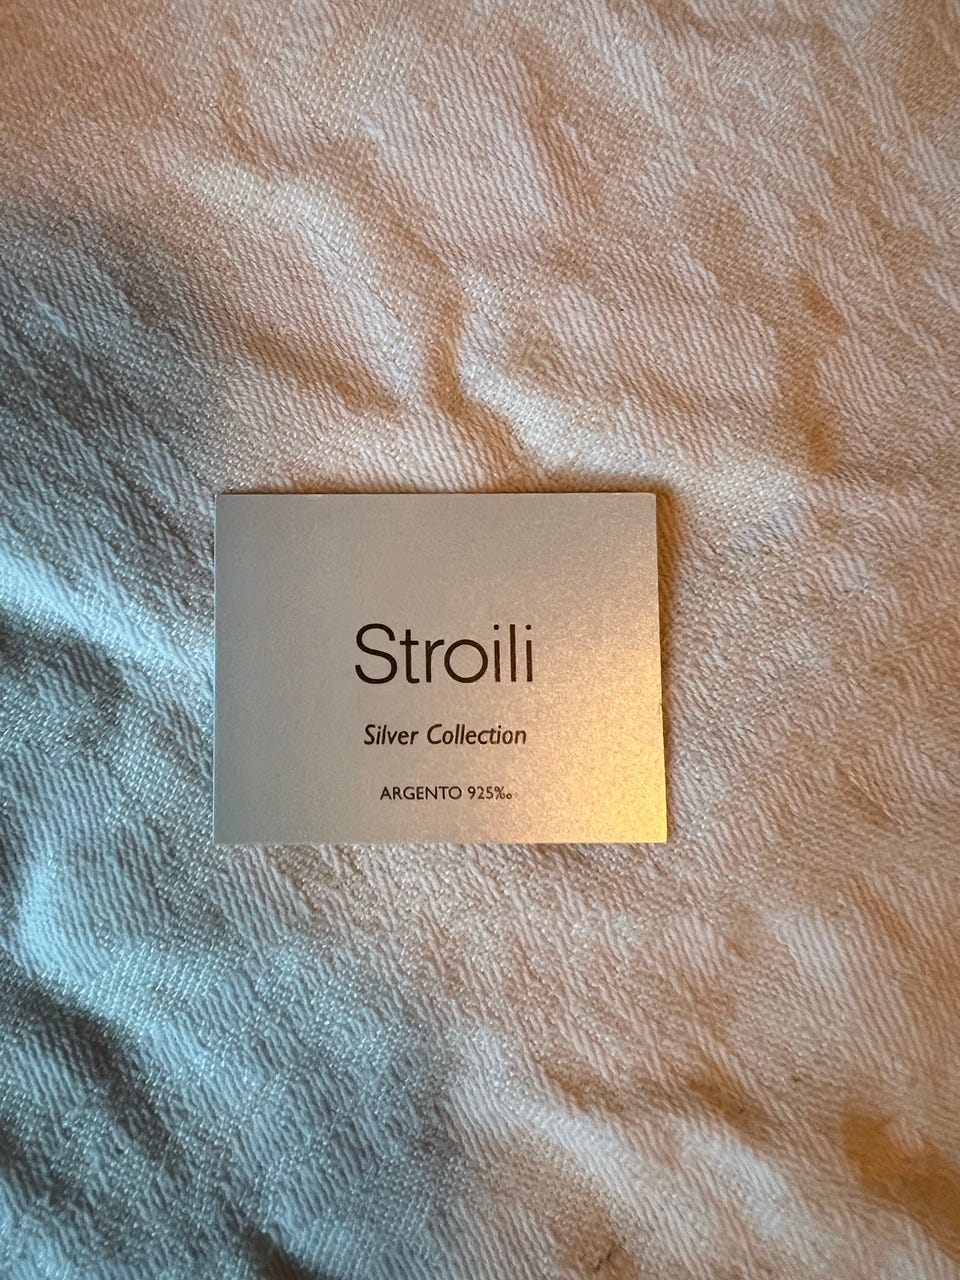 Stroili
Silver Collection
ARGENTO 925‰